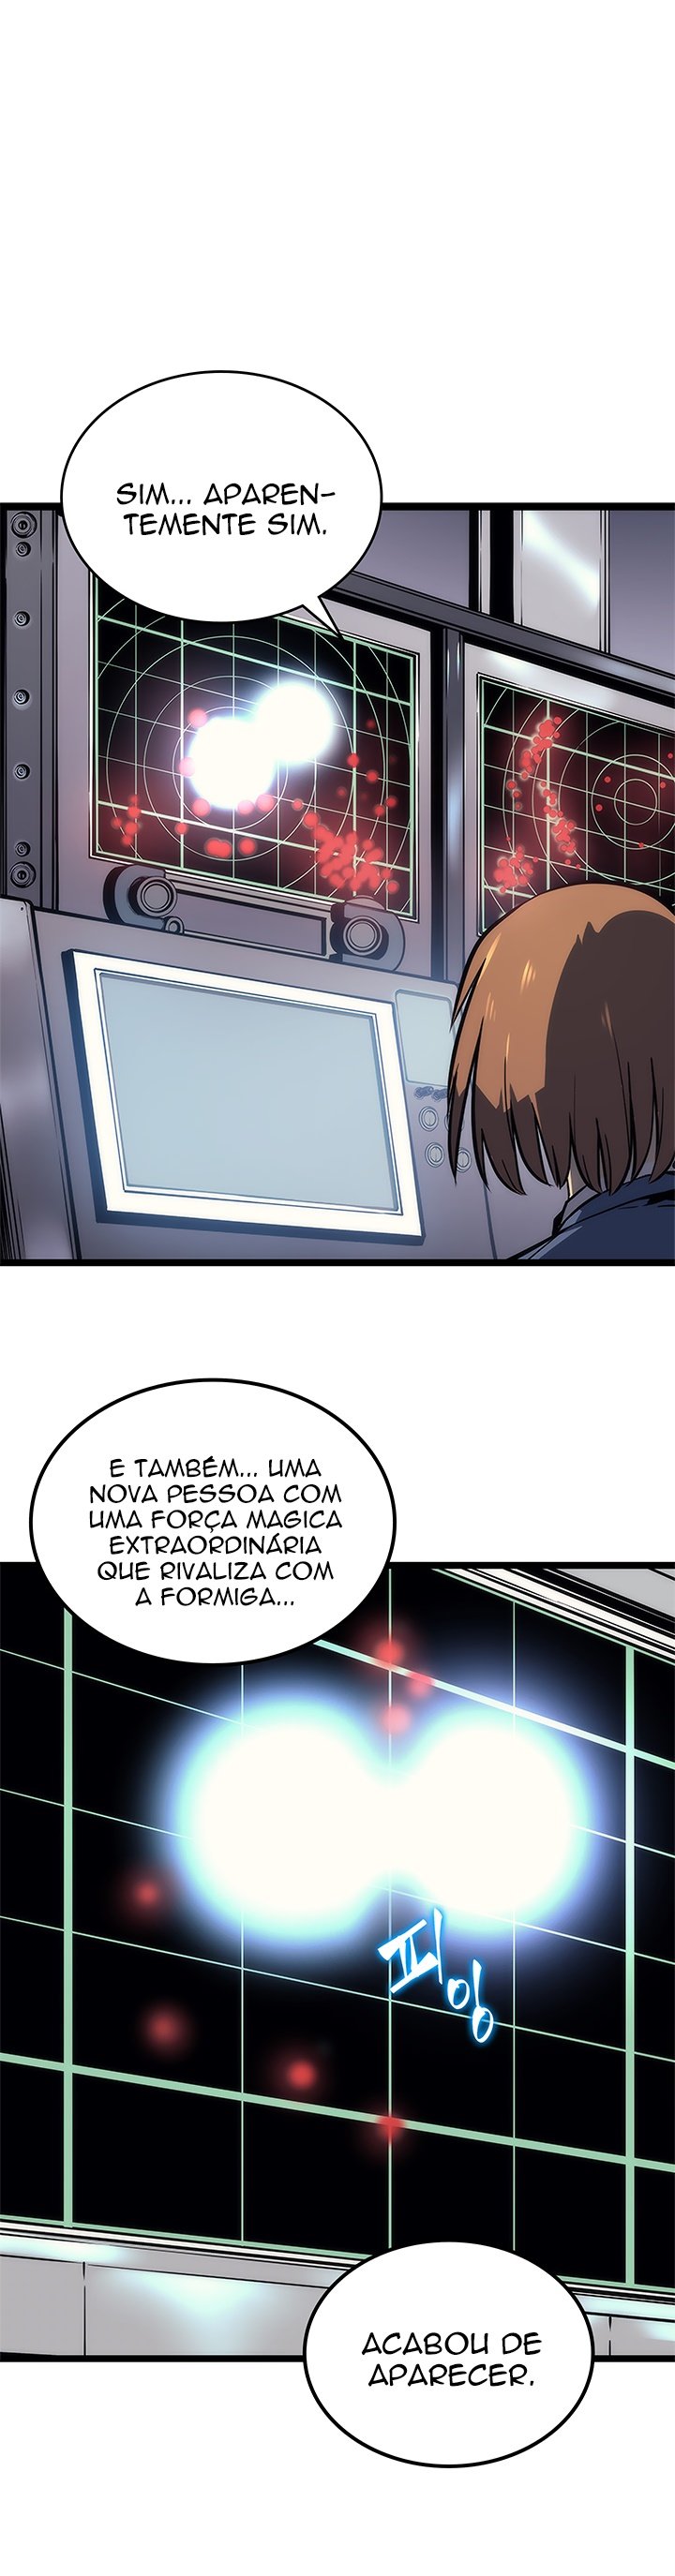 SIM... APAREN-
TEMENTE SIM.
E TAMBÉM... UMA
NOVA PESSOA COM
UMA FORÇA MAGICA
EXTRAORDINÁRIA
QUE RIVALIZA COM
A FORMIGA...
피잉
ACABOU DE
APARECER.